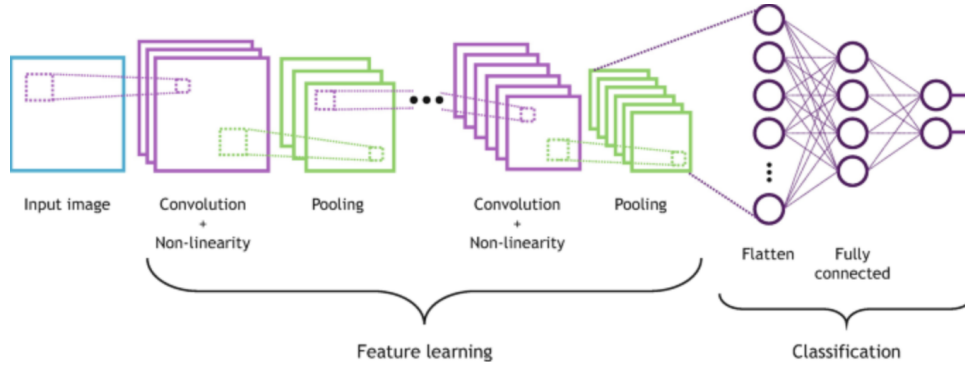 Input image
Convolution
+
Non-linearity
Pooling
Convolution
+
Non-linearity
Pooling
Flatten
Fully
connected
Feature learning
Classification